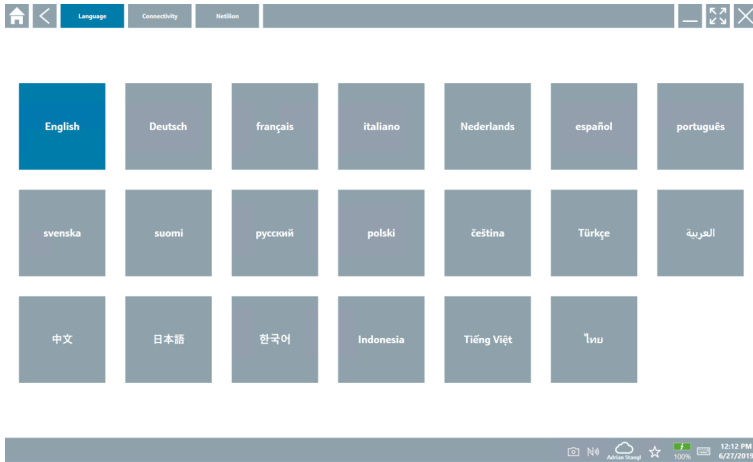 Language Connectivity Netilion
English Deutsch français italiano Nederlands español português
svenska suomi русский polski čeština Türkçe العربية
中文 日本語 한국어 Indonesia Tiếng Việt ไทย
12:12 PM
Adrian Stangl 100% 6/27/2019